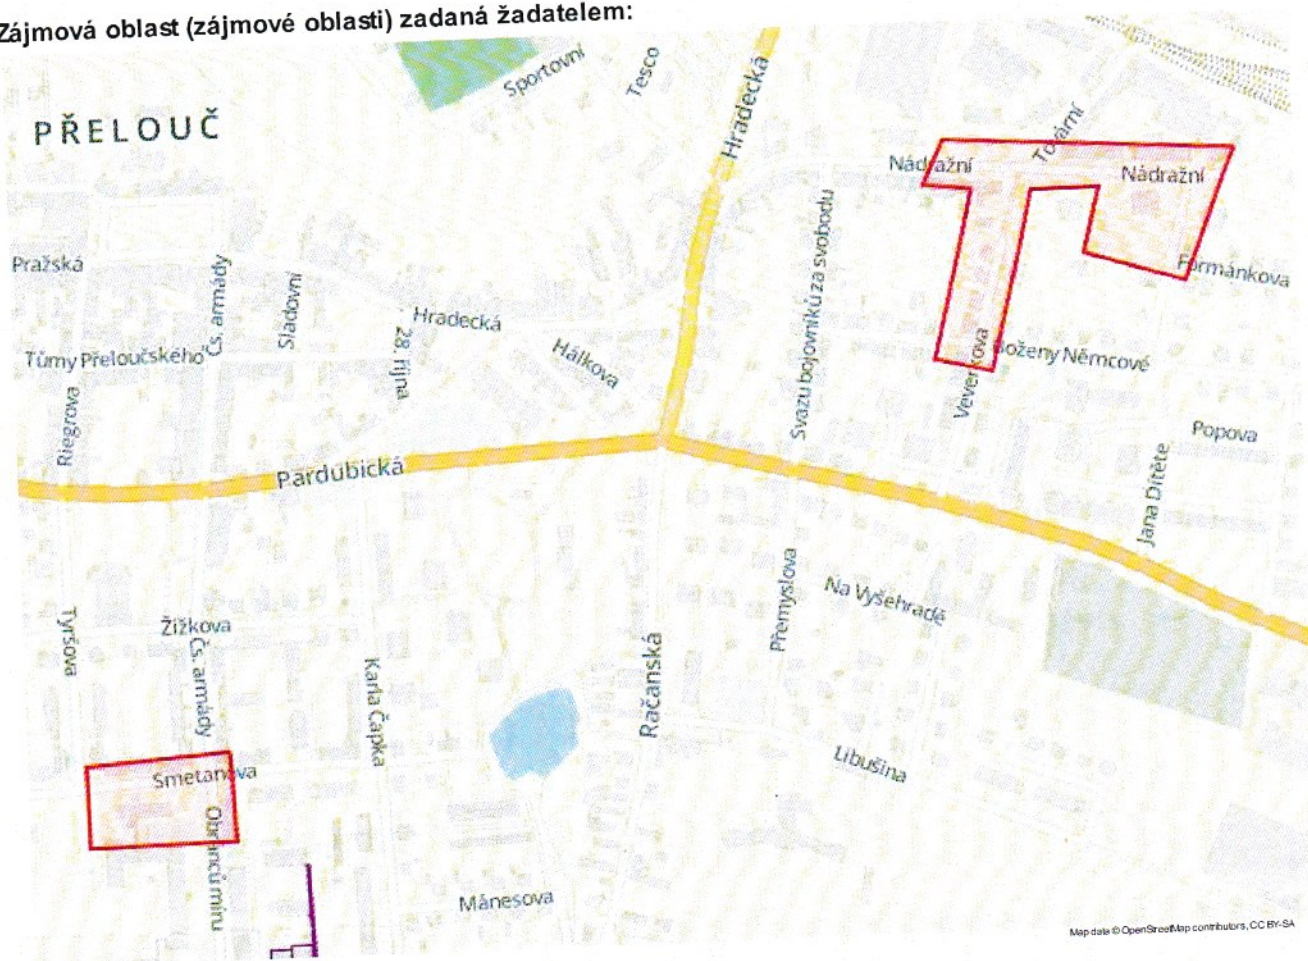 Zájmová oblast (zájmové oblasti) zadaná žadatelem:
Sportovní
Tesco
Hradecká
PŘELOUČ
Tovární
Nádražní
Nádražní
Pražská
Čs. armády
Sladovní
Svazu bojovníků za svobodu
Formánkova
Hradecká
28. října
Hálkova
Tůmy Přeloučského
Boženy Němcové
Riegrova
Veverkova
Popova
Pardubická
Jana Dítěte
Přemyslova
Na Vyšehradě
Tyršova
Žižkova
Čs. armády
Karla Čapka
Račanská
Smetanova
Libušina
Obránců míru
Mánesova
Map data © OpenStreetMap contributors, CC BY-SA